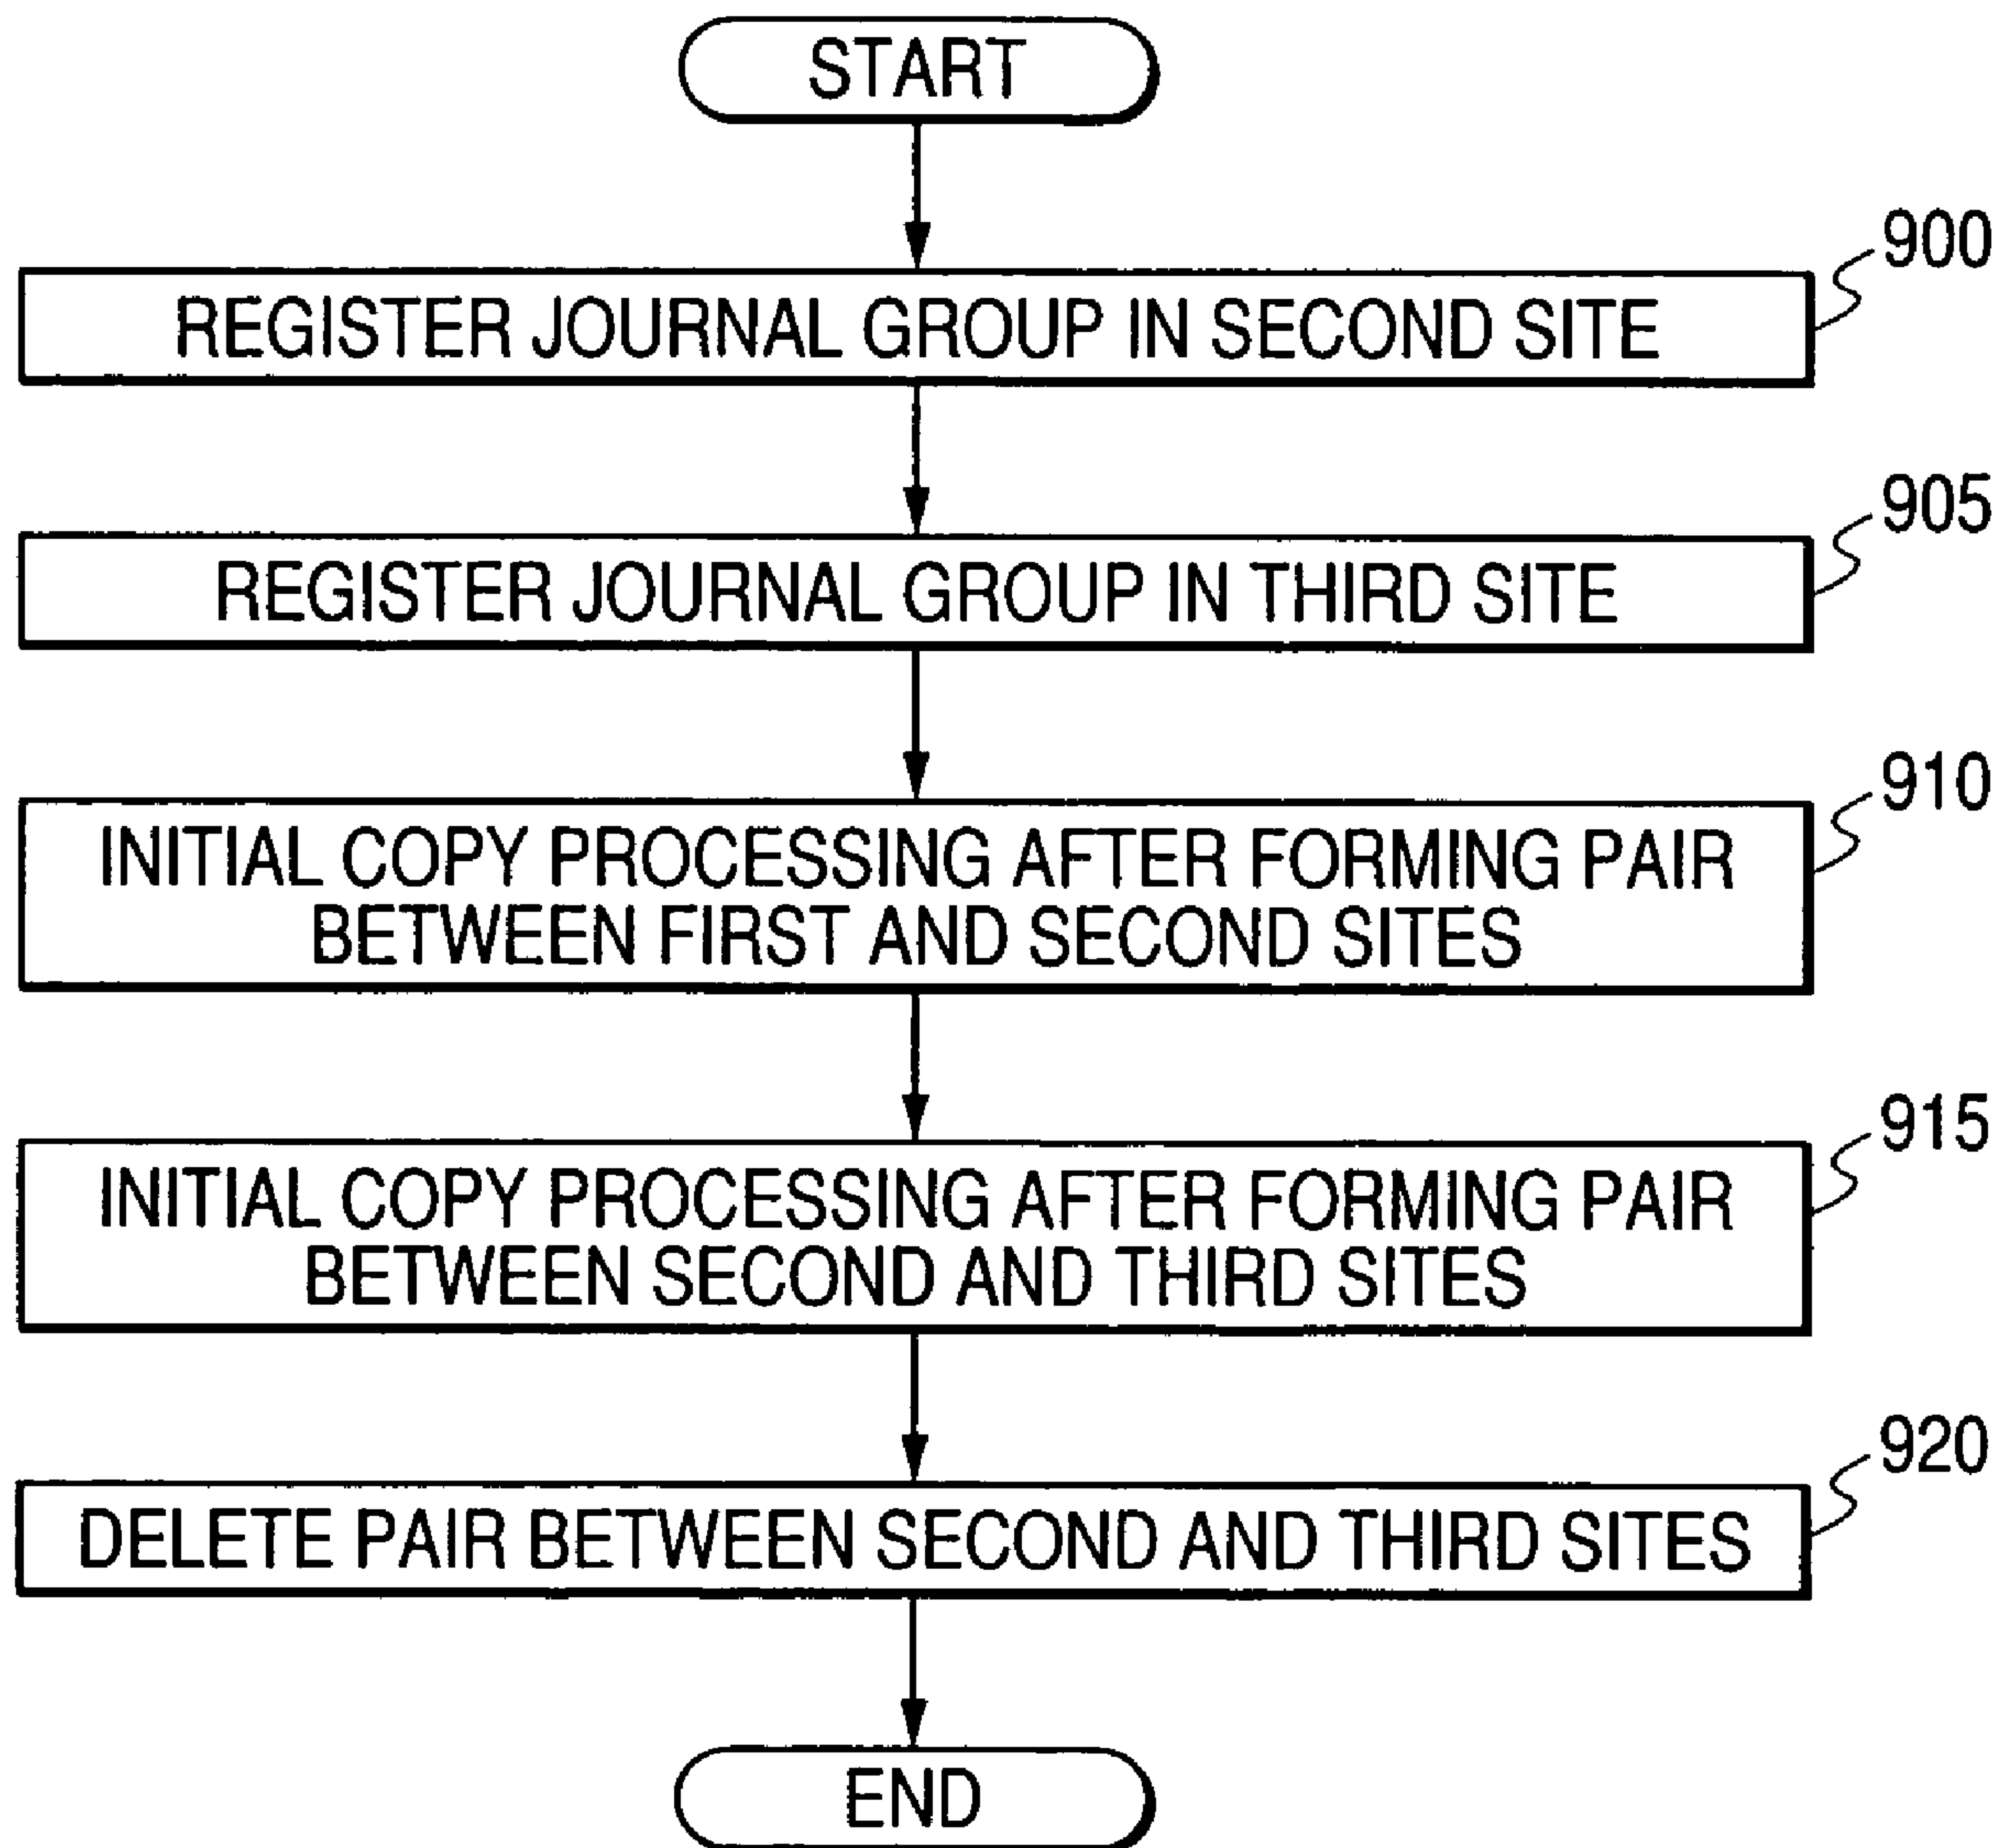 START
900
REGISTER JOURNAL GROUP IN SECOND SITE
905
REGISTER JOURNAL GROUP IN THIRD SITE
910
INITIAL COPY PROCESSING AFTER FORMING PAIR
BETWEEN FIRST AND SECOND SITES
915
INITIAL COPY PROCESSING AFTER FORMING PAIR
BETWEEN SECOND AND THIRD SITES
920
DELETE PAIR BETWEEN SECOND AND THIRD SITES
END